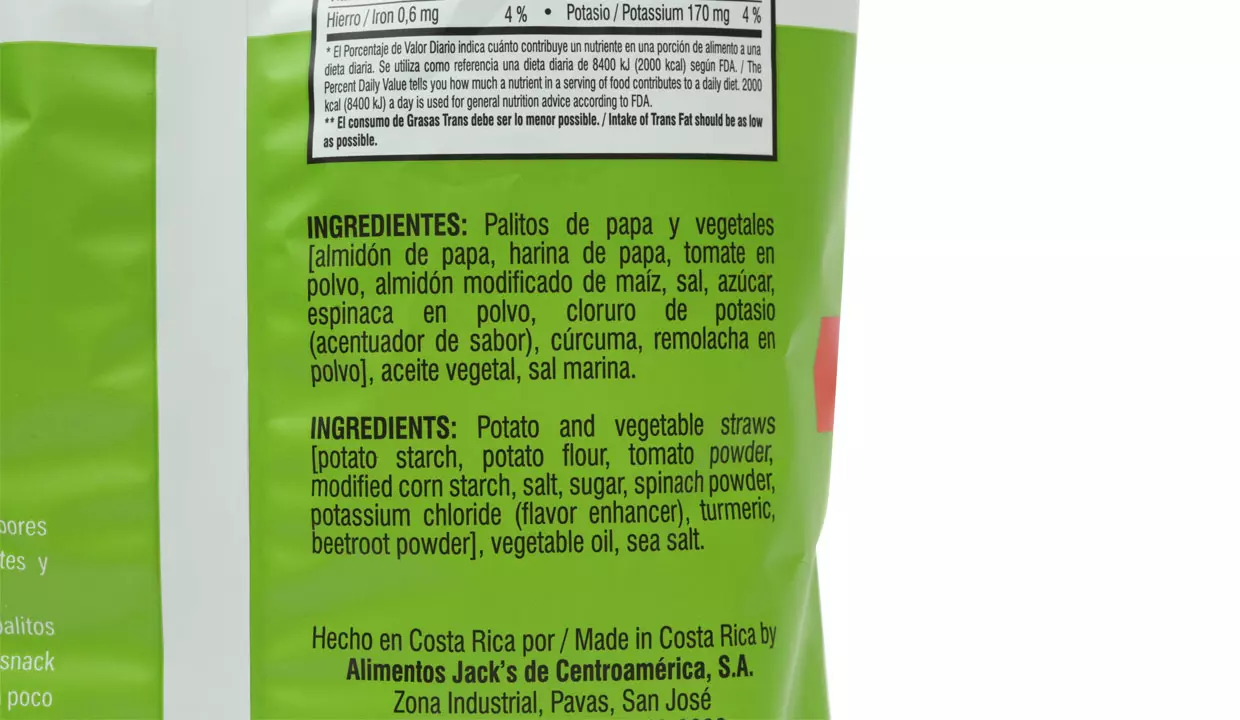 Hierro / Iron 0,6 mg 4 % • Potasio / Potassium 170 mg 4 %
* El Porcentaje de Valor Diario indica cuánto contribuye un nutriente en una porción de alimento a una
dieta diaria. Se utiliza como referencia una dieta diaria de 8400 kJ (2000 kcal) según FDA. / The
Percent Daily Value tells you how much a nutrient in a serving of food contributes to a daily diet. 2000
kcal (8400 kJ) a day is used for general nutrition advice according to FDA.
** El consumo de Grasas Trans debe ser lo menor possible. / Intake of Trans Fat should be as low
as possible.
INGREDIENTES: Palitos de papa y vegetales
[almidón de papa, harina de papa, tomate en
polvo, almidón modificado de maíz, sal, azúcar,
espinaca en polvo, cloruro de potasio
(acentuador de sabor), cúrcuma, remolacha en
polvo], aceite vegetal, sal marina.
INGREDIENTS: Potato and vegetable straws
[potato starch, potato flour, tomato powder,
modified corn starch, salt, sugar, spinach powder,
potassium chloride (flavor enhancer), turmeric,
beetroot powder], vegetable oil, sea salt.
Hecho en Costa Rica por / Made in Costa Rica by
Alimentos Jack's de Centroamérica, S.A.
Zona Industrial, Pavas, San José
bores
tes y
palitos
snack
poco